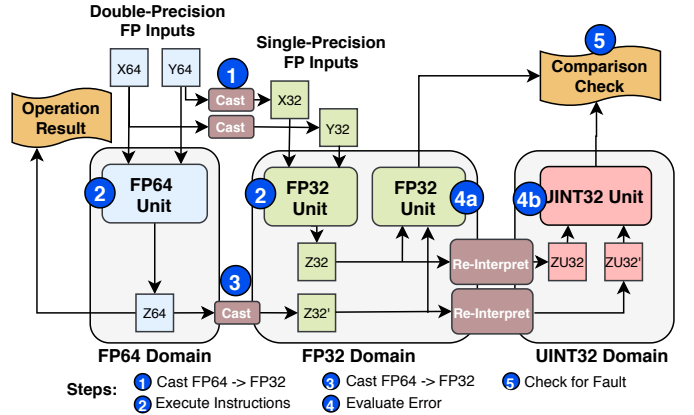 Double-Precision
FP Inputs
Single-Precision
FP Inputs
5
X64
Y64
1
Cast
X32
Comparison
Check
Operation
Result
Cast
Y32
2
FP64
Unit
2
FP32
Unit
FP32
Unit
4a
4b
UINT32 Unit
Z32
Re-Interpret
ZU32
ZU32'
3
Z64
Cast
Z32'
Re-Interpret
FP64 Domain
FP32 Domain
UINT32 Domain
Steps:
1 Cast FP64 -> FP32
3 Cast FP64 -> FP32
5 Check for Fault
2 Execute Instructions
4 Evaluate Error